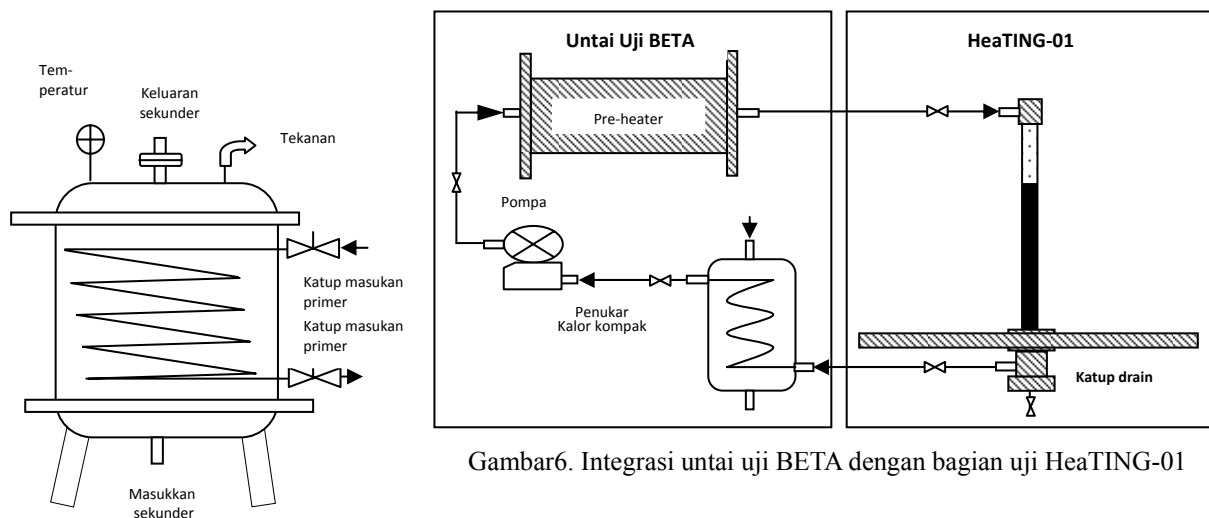 Tem-
peratur
Keluaran
sekunder
Tekanan
Katup masukan
primer
Katup masukan
primer
Masukkan
sekunder
Untai Uji BETA
Pre-heater
Pompa
Penukar
Kalor kompak
HeaTING-01
Katup drain
Gambar6. Integrasi untai uji BETA dengan bagian uji HeaTING-01